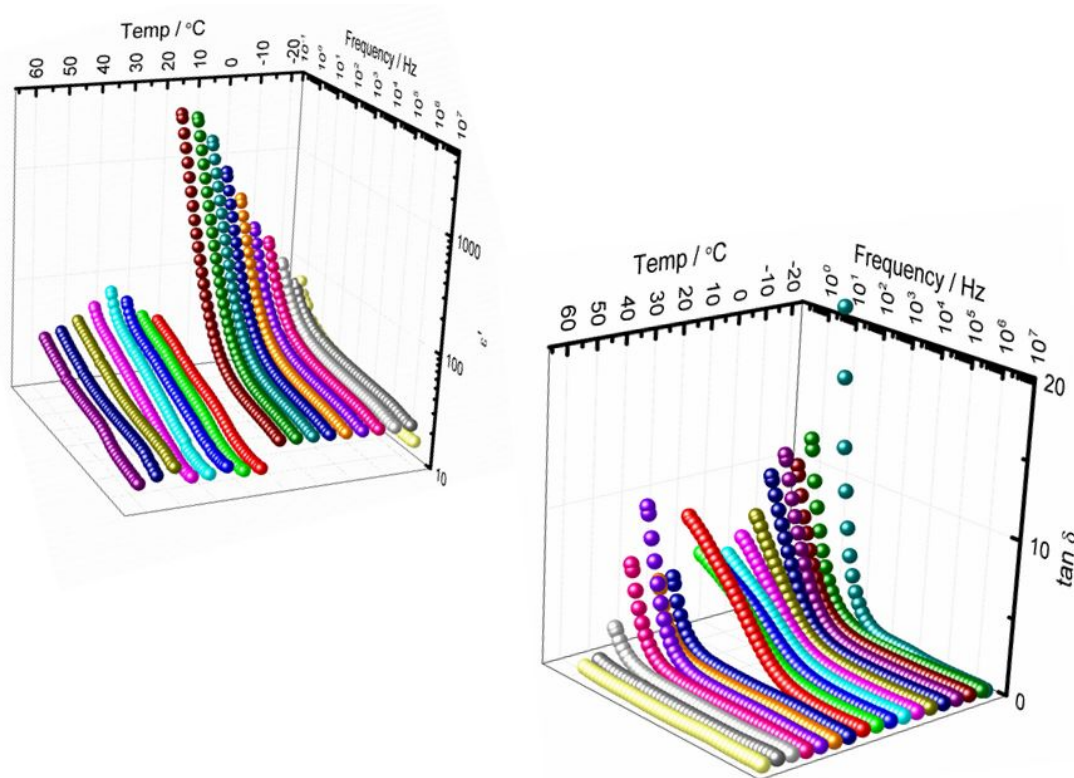 Temp / °C
60 50 40 30 20 10 0 -10 -20
Frequency / Hz
10⁻¹ 10⁰ 10¹ 10² 10³ 10⁴ 10⁵ 10⁶ 10⁷
1000
100
10
ε'
Temp / °C
60 50 40 30 20 10 0 -10 -20
Frequency / Hz
10⁰ 10¹ 10² 10³ 10⁴ 10⁵ 10⁶ 10⁷
20
10
0
tan δ